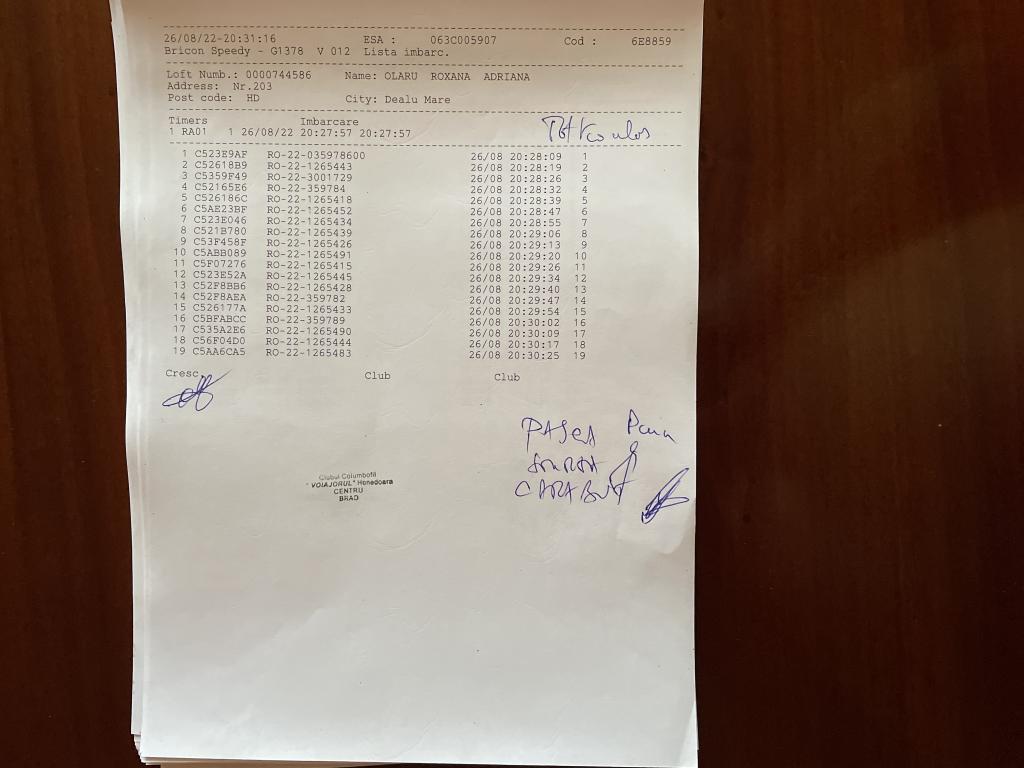 26/08/22-20:31:16 ESA : 063C005907 Cod : 6E8859
Bricon Speedy - G1378 V 012 Lista imbarc.
Loft Numb.: 0000744586 Name: OLARU ROXANA ADRIANA
Address: Nr.203
Post code: HD City: Dealu Mare
Timers Imbarcare
1 RA01 1 26/08/22 20:27:57 20:27:57
1 C523E9AF RO-22-035978600 26/08 20:28:09 1
2 C52618B9 RO-22-1265443 26/08 20:28:19 2
3 C5359F49 RO-22-3001729 26/08 20:28:26 3
4 C52165E6 RO-22-359784 26/08 20:28:32 4
5 C526186C RO-22-1265418 26/08 20:28:39 5
6 C5AE23BF RO-22-1265452 26/08 20:28:47 6
7 C523E046 RO-22-1265434 26/08 20:28:55 7
8 C521B780 RO-22-1265439 26/08 20:29:06 8
9 C53F458F RO-22-1265426 26/08 20:29:13 9
10 C5ABB089 RO-22-1265491 26/08 20:29:20 10
11 C5F07276 RO-22-1265415 26/08 20:29:26 11
12 C523E52A RO-22-1265445 26/08 20:29:34 12
13 C52F8BB6 RO-22-1265428 26/08 20:29:40 13
14 C52F8AEA RO-22-359782 26/08 20:29:47 14
15 C526177A RO-22-1265433 26/08 20:29:54 15
16 C5BFABCC RO-22-359789 26/08 20:30:02 16
17 C535A2E6 RO-22-1265490 26/08 20:30:09 17
18 C56F04D0 RO-22-1265444 26/08 20:30:17 18
19 C5AA6CA5 RO-22-1265483 26/08 20:30:25 19
Cresc. Club Club
Clubul Columbofil
"VOIAJORUL" Hunedoara
CENTRU
BRAD
CARABUT